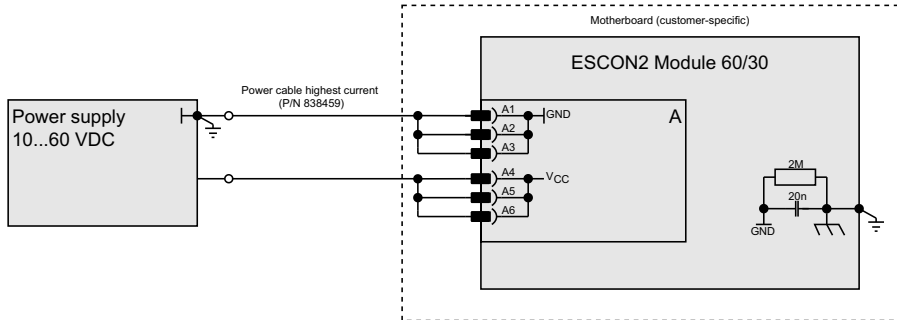 Motherboard (customer-specific)
ESCON2 Module 60/30
Power cable highest current
(P/N 838459)
Power supply
10...60 VDC
A1
GND
A
A2
A3
A4
VCC
A5
A6
2M
20n
GND